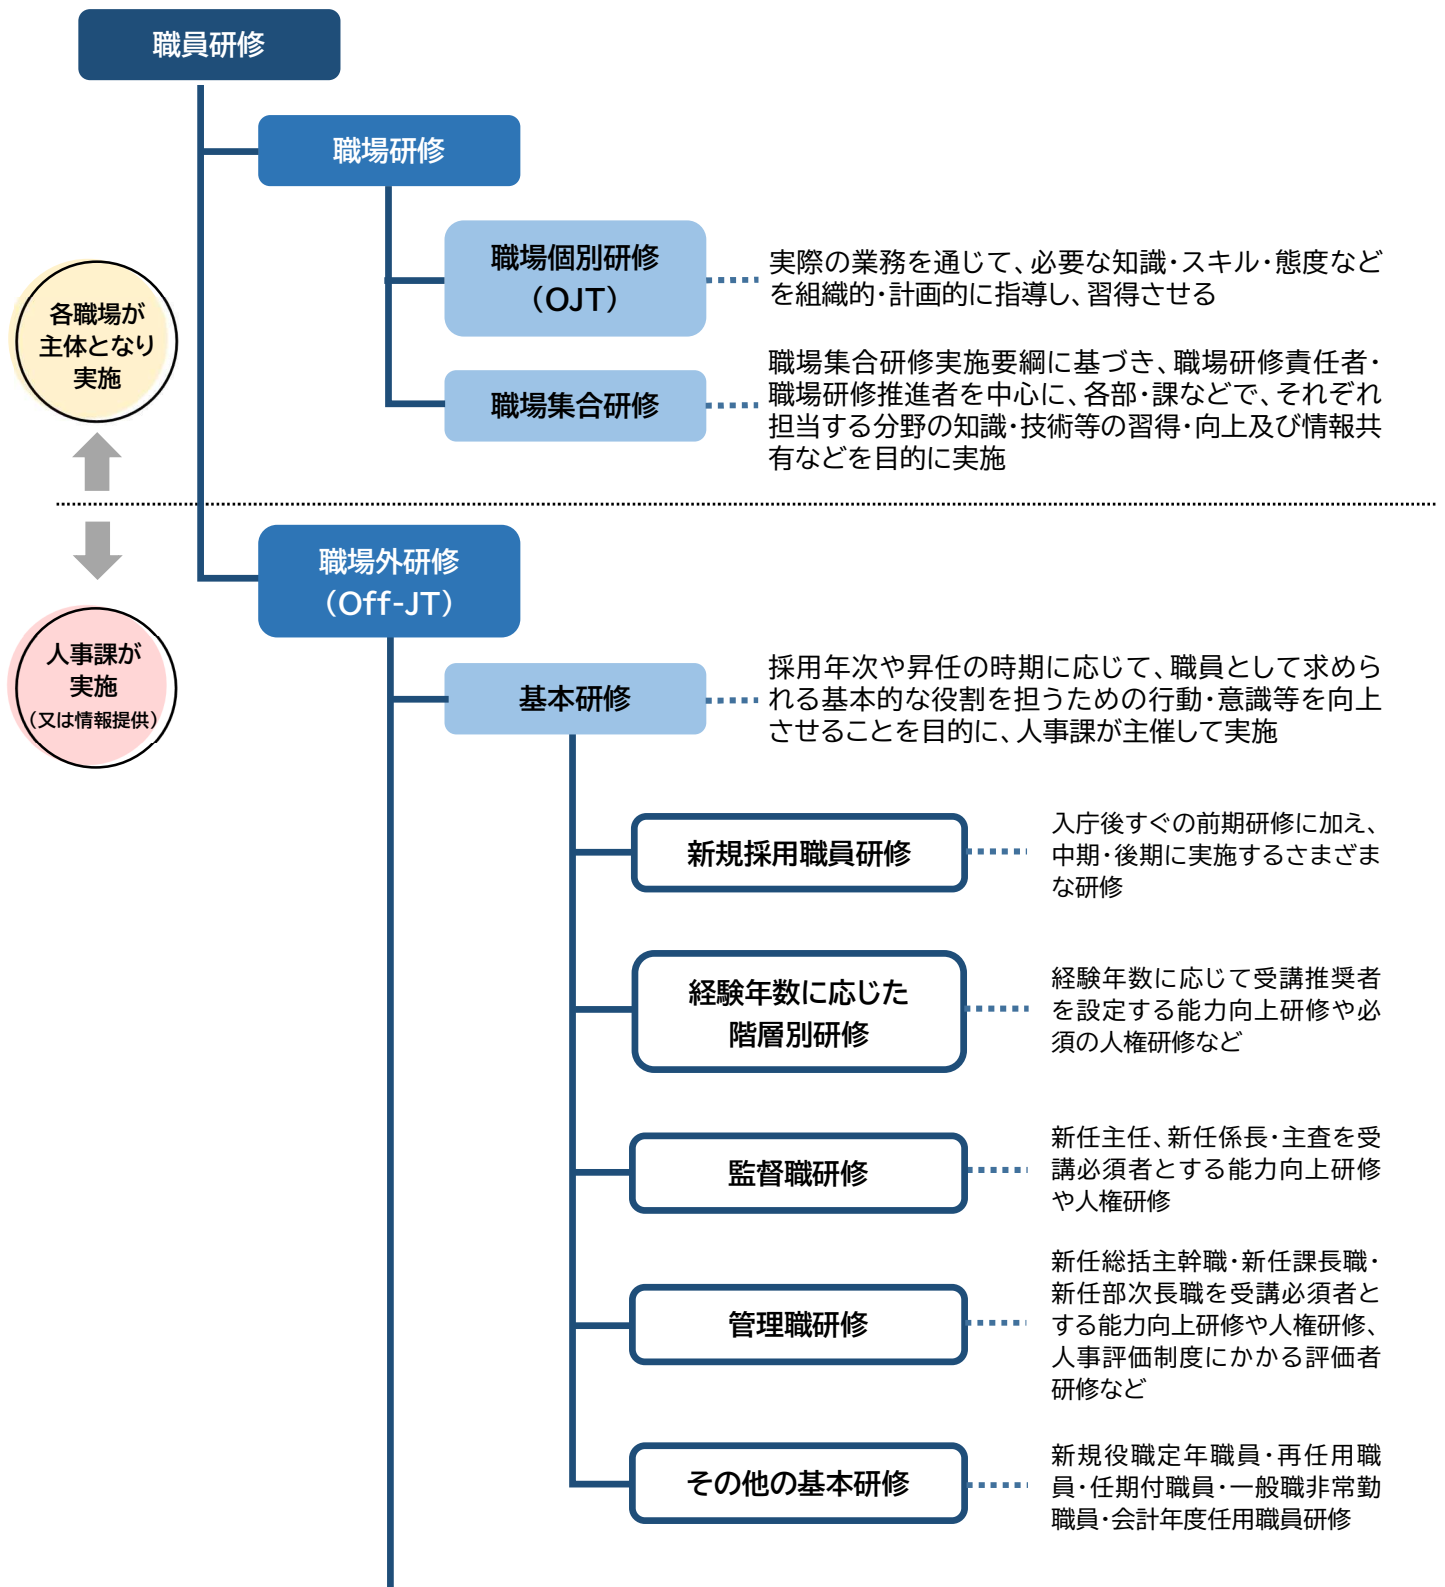 職員研修
職場研修
職場個別研修
（OJT）
実際の業務を通じて、必要な知識・スキル・態度など
を組織的・計画的に指導し、習得させる
各職場が
主体となり
実施
職場集合研修
職場集合研修実施要綱に基づき、職場研修責任者・
職場研修推進者を中心に、各部・課などで、それぞれ
担当する分野の知識・技術等の習得・向上及び情報共
有などを目的に実施
職場外研修
（Off-JT）
人事課が
実施
（又は情報提供）
基本研修
採用年次や昇任の時期に応じて、職員として求めら
れる基本的な役割を担うための行動・意識等を向上
させることを目的に、人事課が主催して実施
新規採用職員研修
入庁後すぐの前期研修に加え、
中期・後期に実施するさまざま
な研修
経験年数に応じた
階層別研修
経験年数に応じて受講推奨者
を設定する能力向上研修や必
須の人権研修など
監督職研修
新任主任、新任係長・主査を受
講必須者とする能力向上研修
や人権研修
管理職研修
新任総括主幹職・新任課長職・
新任部次長職を受講必須者と
する能力向上研修や人権研修、
人事評価制度にかかる評価者
研修など
その他の基本研修
新規役職定年職員・再任用職
員・任期付職員・一般職非常勤
職員・会計年度任用職員研修